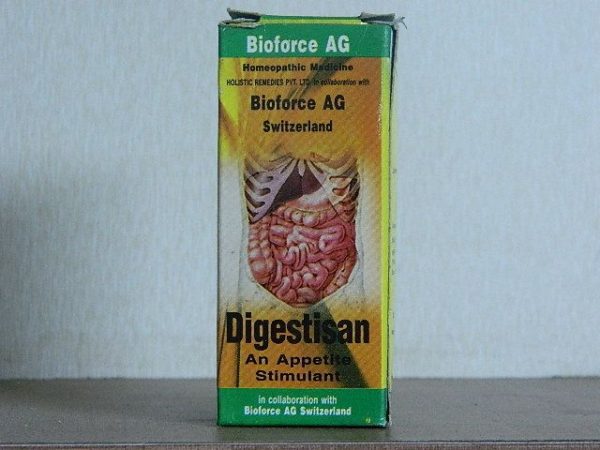 Bioforce AG
Homeopathic Medicine
HOLISTIC REMEDIES PVT. LTD. in collaboration with
Bioforce AG
Switzerland
Digestisan
An Appetite
Stimulant
in collaboration with
Bioforce AG Switzerland